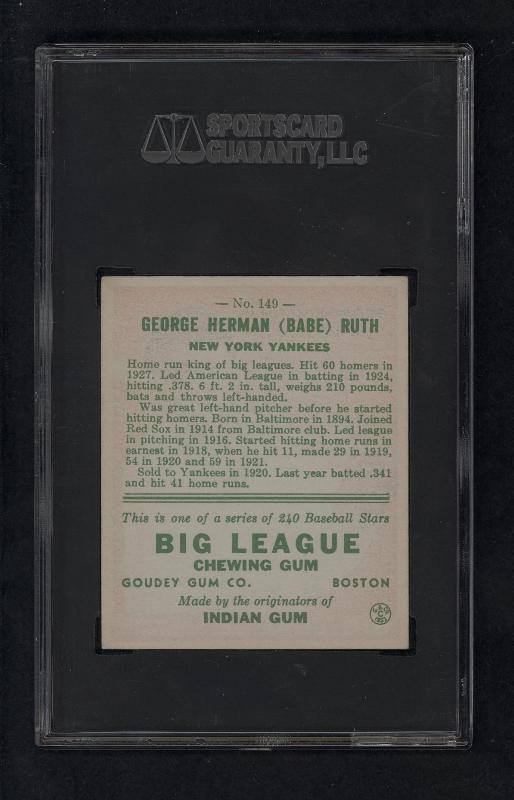 SPORTSCARD
GUARANTY, LLC
— No. 149 —
GEORGE HERMAN (BABE) RUTH
NEW YORK YANKEES
Home run king of big leagues. Hit 60 homers in
1927. Led American League in batting in 1924,
hitting .378. 6 ft. 2 in. tall, weighs 210 pounds,
bats and throws left-handed.
Was great left-hand pitcher before he started
hitting homers. Born in Baltimore in 1894. Joined
Red Sox in 1914 from Baltimore club. Led league
in pitching in 1916. Started hitting home runs in
earnest in 1918, when he hit 11, made 29 in 1919,
54 in 1920 and 59 in 1921.
Sold to Yankees in 1920. Last year batted .341
and hit 41 home runs.
This is one of a series of 240 Baseball Stars
BIG LEAGUE
CHEWING GUM
GOUDEY GUM CO. BOSTON
Made by the originators of
INDIAN GUM